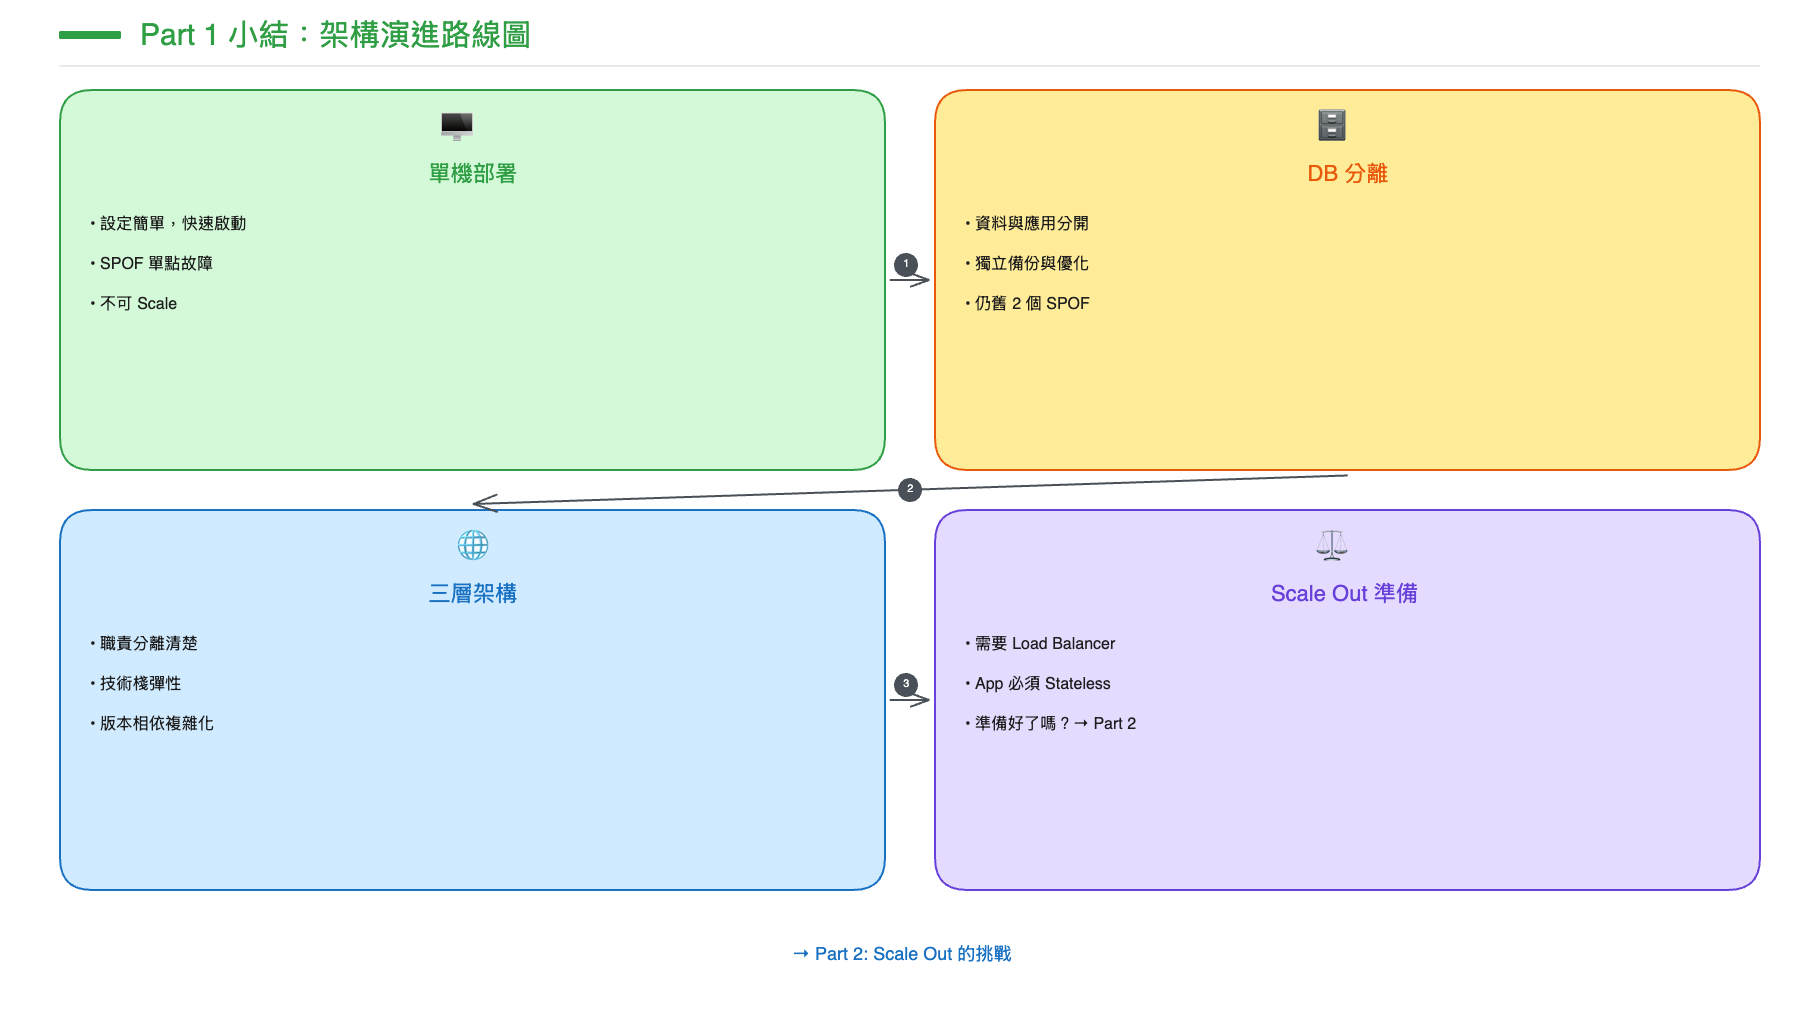 Part 1 小結：架構演進路線圖
單機部署
• 設定簡單，快速啟動
• SPOF 單點故障
• 不可 Scale
1
DB 分離
• 資料與應用分開
• 獨立備份與優化
• 仍舊 2 個 SPOF
2
三層架構
• 職責分離清楚
• 技術棧彈性
• 版本相依複雜化
3
Scale Out 準備
• 需要 Load Balancer
• App 必須 Stateless
• 準備好了嗎？→ Part 2
→ Part 2: Scale Out 的挑戰